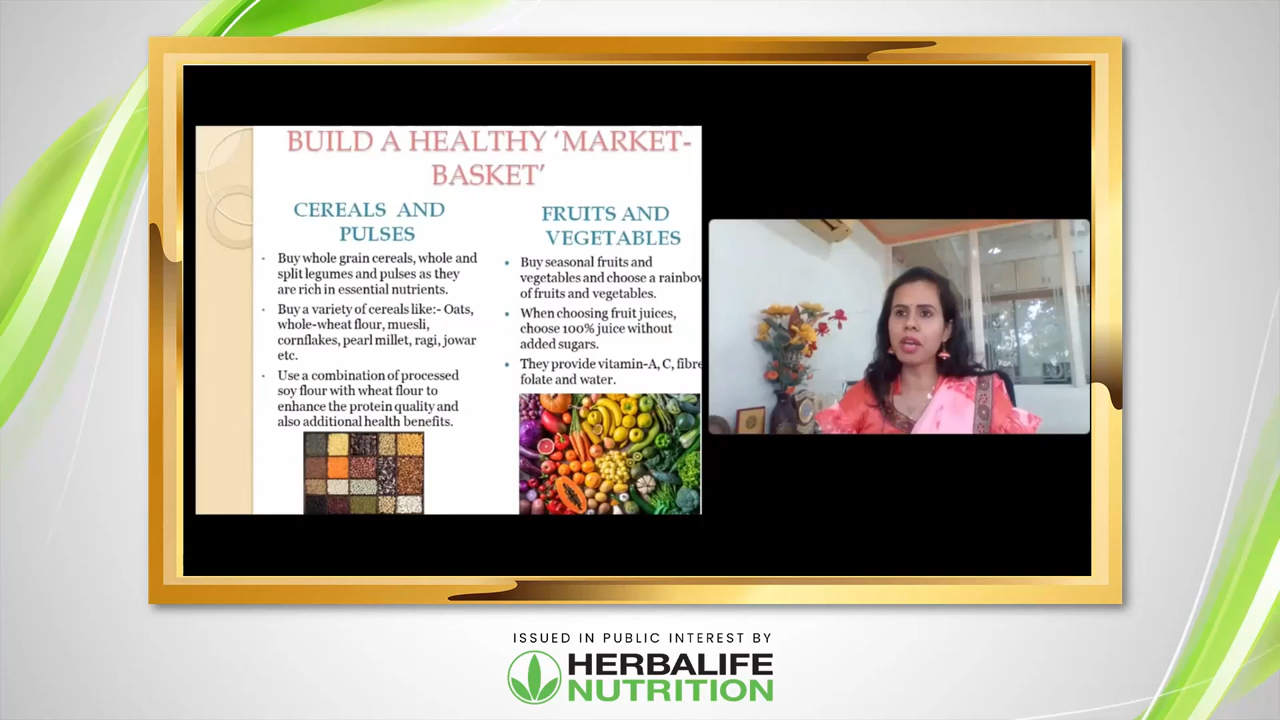 BUILD A HEALTHY ‘MARKET-
BASKET’
CEREALS AND
PULSES
Buy whole grain cereals, whole and
split legumes and pulses as they
are rich in essential nutrients.
Buy a variety of cereals like:- Oats,
whole-wheat flour, muesli,
cornflakes, pearl millet, ragi, jowar
etc.
Use a combination of processed
soy flour with wheat flour to
enhance the protein quality and
also additional health benefits.
FRUITS AND
VEGETABLES
Buy seasonal fruits and
vegetables and choose a rainbow
of fruits and vegetables.
When choosing fruit juices,
choose 100% juice without
added sugars.
They provide vitamin-A, C, fibre
folate and water.
ISSUED IN PUBLIC INTEREST BY
HERBALIFE
NUTRITION